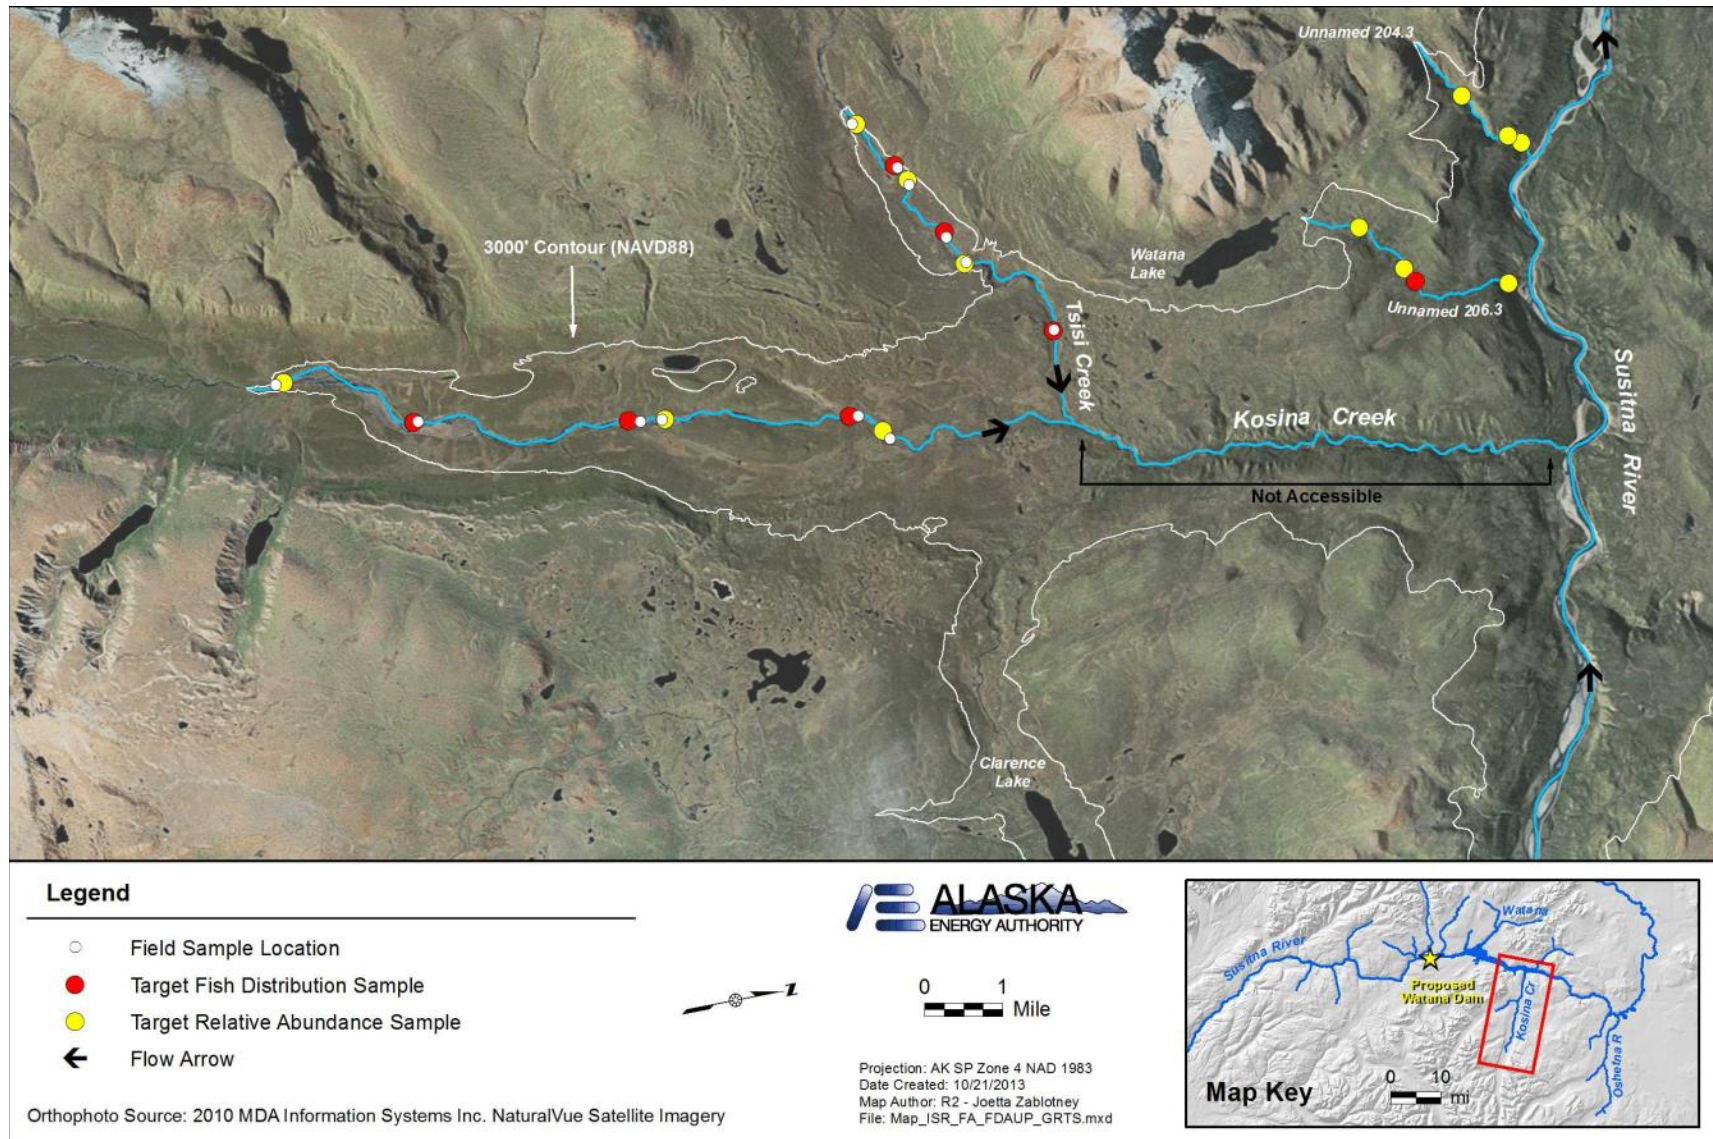 Unnamed 204.3
3000' Contour (NAVD88)
Watana
Lake
Unnamed 206.3
Tsisi Creek
Kosina Creek
Susitna River
Not Accessible
Clarence
Lake
Legend
Field Sample Location
Target Fish Distribution Sample
Target Relative Abundance Sample
Flow Arrow
Orthophoto Source: 2010 MDA Information Systems Inc. NaturalVue Satellite Imagery
ALASKA
ENERGY AUTHORITY
Z
0 1
Mile
Projection: AK SP Zone 4 NAD 1983
Date Created: 10/21/2013
Map Author: R2 - Joetta Zablotney
File: Map_ISR_FA_FDAUP_GRTS.mxd
Watana
Susitna River
Proposed
Watana Dam
Kosina Cr
Oshetna R
Map Key
0 10
mi